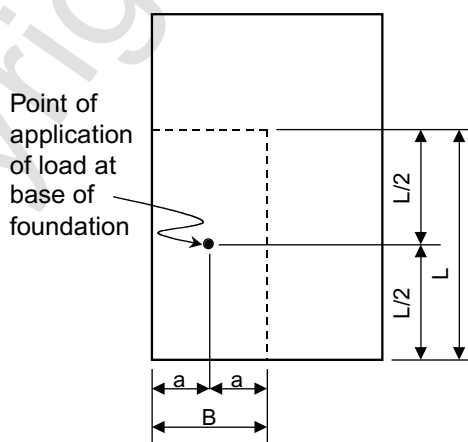 Point of
application
of load at
base of
foundation
L/2
L
L/2
a
a
B